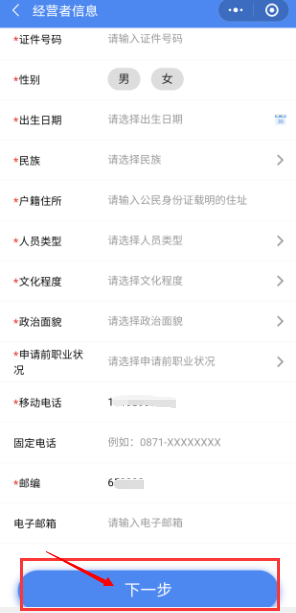 经营者信息
*证件号码 请输入证件号码
*性别 男 女
*出生日期 请选择出生日期
*民族 请选择民族
*户籍住所 请输入公民身份证载明的住址
*人员类型 请选择人员类型
*文化程度 请选择文化程度
*政治面貌 请选择政治面貌
*申请前职业状况 请选择申请前职业状况
*移动电话 1
固定电话 例如：0871-XXXXXXXX
*邮编 6
电子邮箱 请输入电子邮箱
下一步